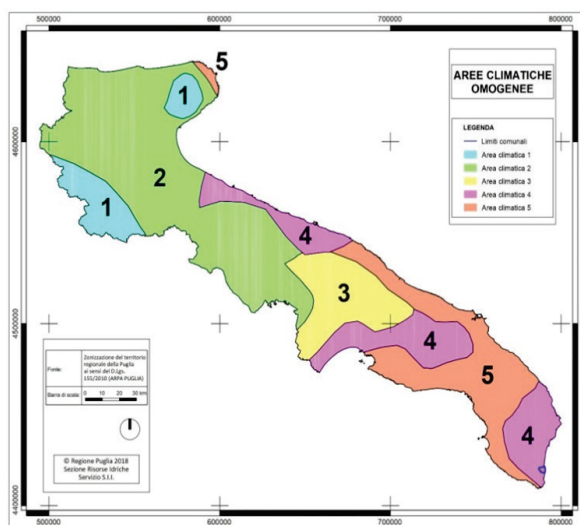 500000 600000 700000 800000
5
AREE CLIMATICHE
OMOGENEE
1
LEGENDA
Limiti comunali
Area climatica 1
Area climatica 2
Area climatica 3
Area climatica 4
Area climatica 5
4600000
2
1
4
3
4500000
4
5
4
Fonte:
Zonizzazione del territorio
regionale della Puglia
ai sensi del D.Lgs.
155/2010 (ARPA PUGLIA)
Barra di scala:
0 10 20 30 km
© Regione Puglia 2018
Sezione Risorse Idriche
Servizio S.I.I.
4400000
500000 600000 700000 800000